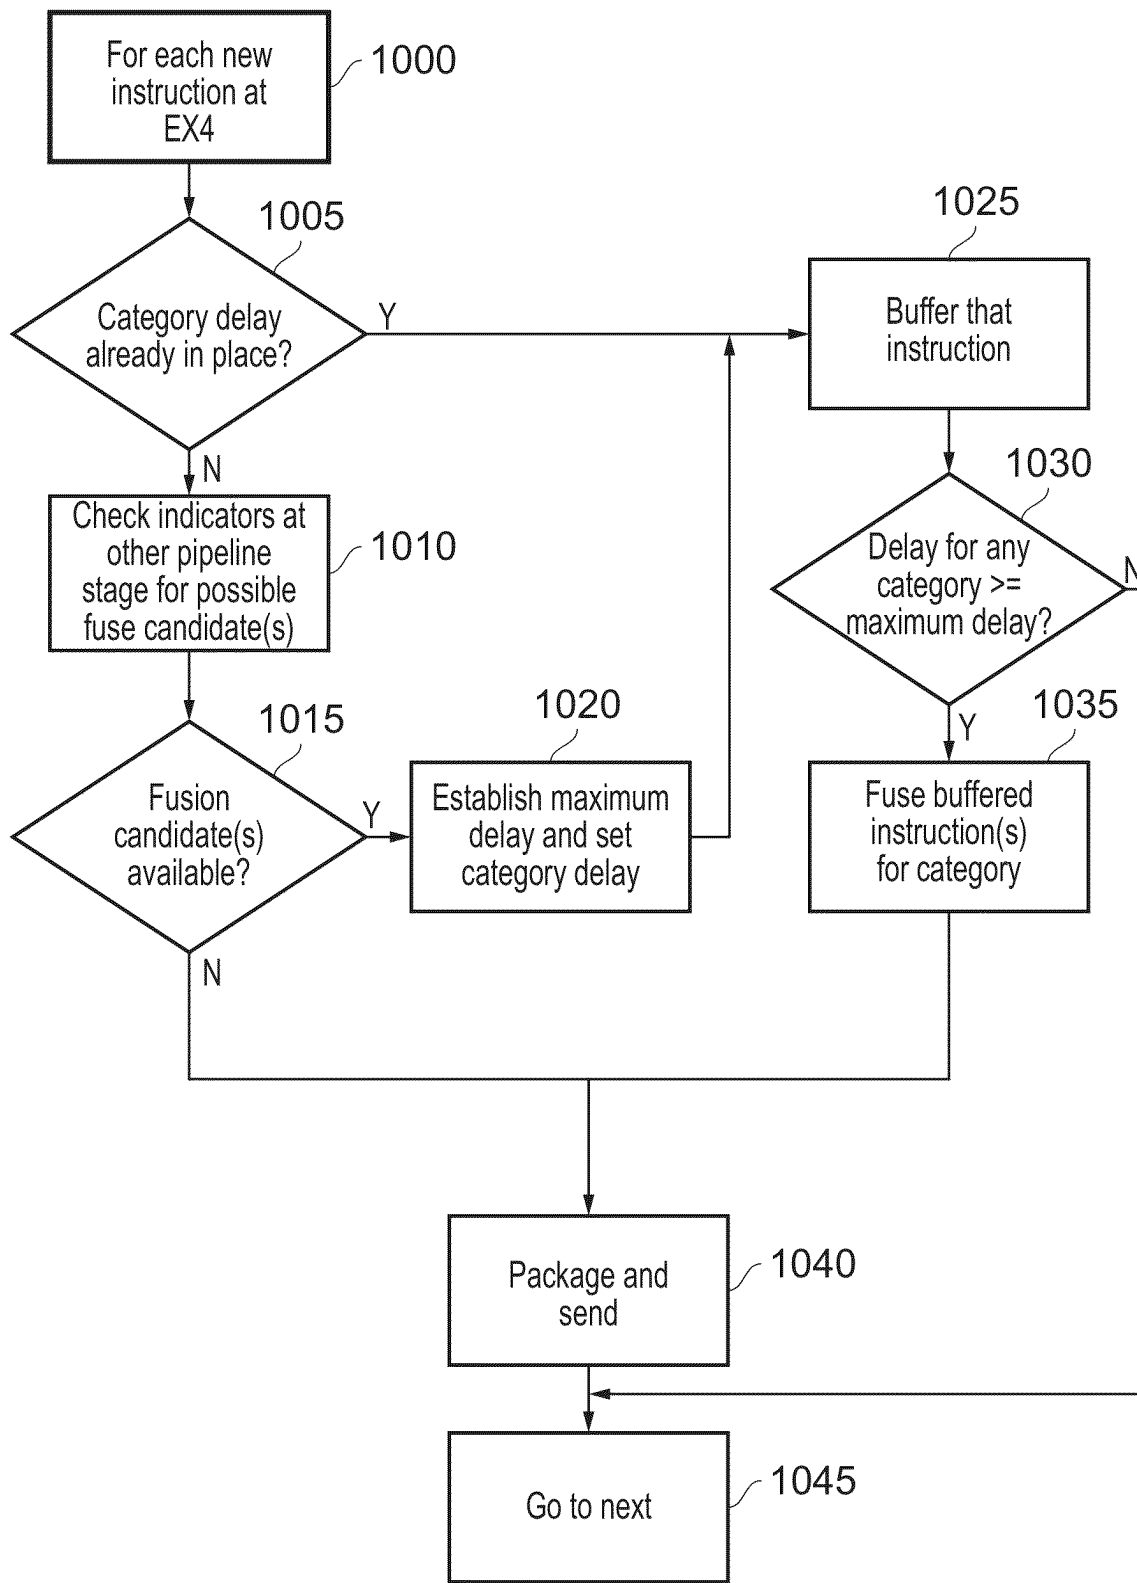 For each new
instruction at
EX4
1000
1005
Category delay
already in place?
Y
N
Check indicators at
other pipeline
stage for possible
fuse candidate(s)
1010
1015
Fusion
candidate(s)
available?
Y
N
1020
Establish maximum
delay and set
category delay
1025
Buffer that
instruction
1030
Delay for any
category >=
maximum delay?
N
Y
1035
Fuse buffered
instruction(s)
for category
Package and
send
1040
Go to next
1045